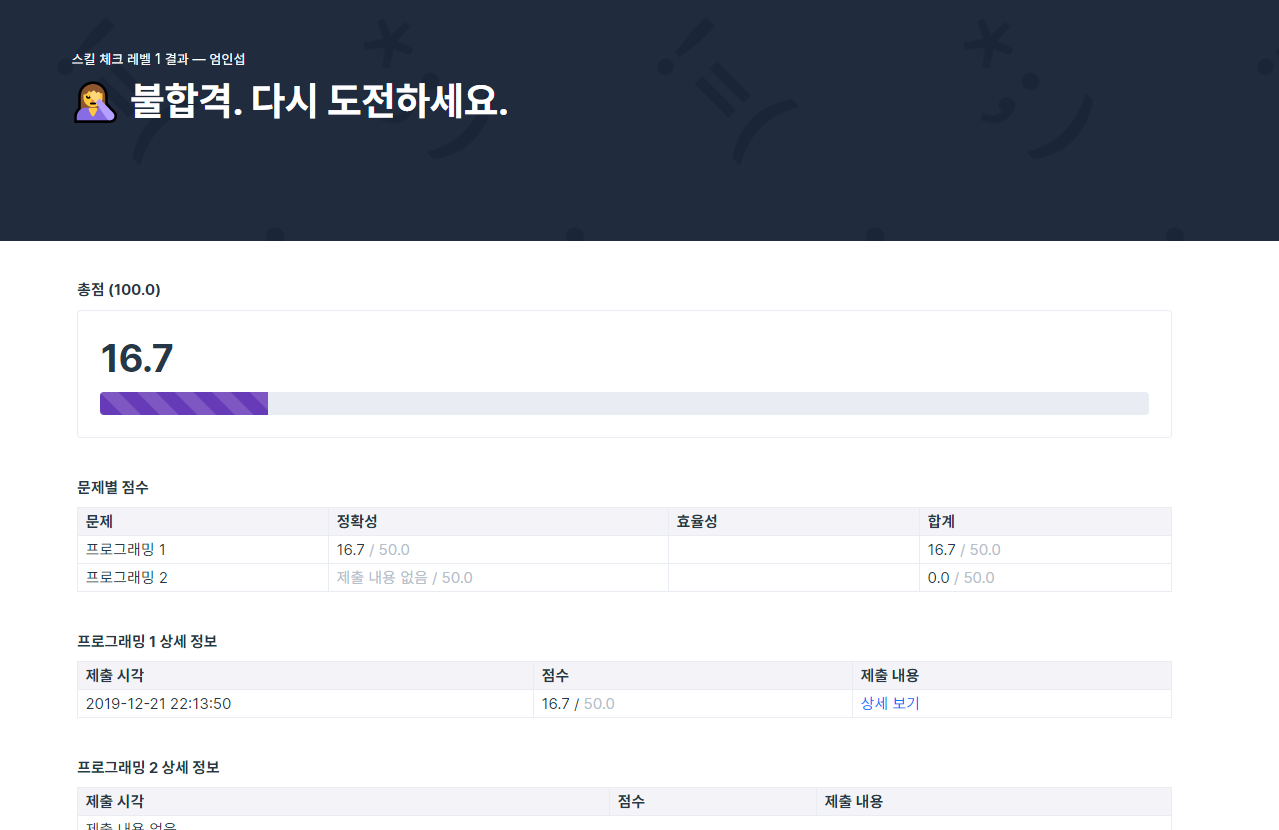 스킬 체크 레벨 1 결과 — 엄인섭
불합격. 다시 도전하세요.
총점 (100.0)
16.7
문제별 점수
문제 정확성 효율성 합계
프로그래밍 1 16.7 / 50.0 16.7 / 50.0
프로그래밍 2 제출 내용 없음 / 50.0 0.0 / 50.0
프로그래밍 1 상세 정보
제출 시각 점수 제출 내용
2019-12-21 22:13:50 16.7 / 50.0 상세 보기
프로그래밍 2 상세 정보
제출 시각 점수 제출 내용
제출 내용 없음